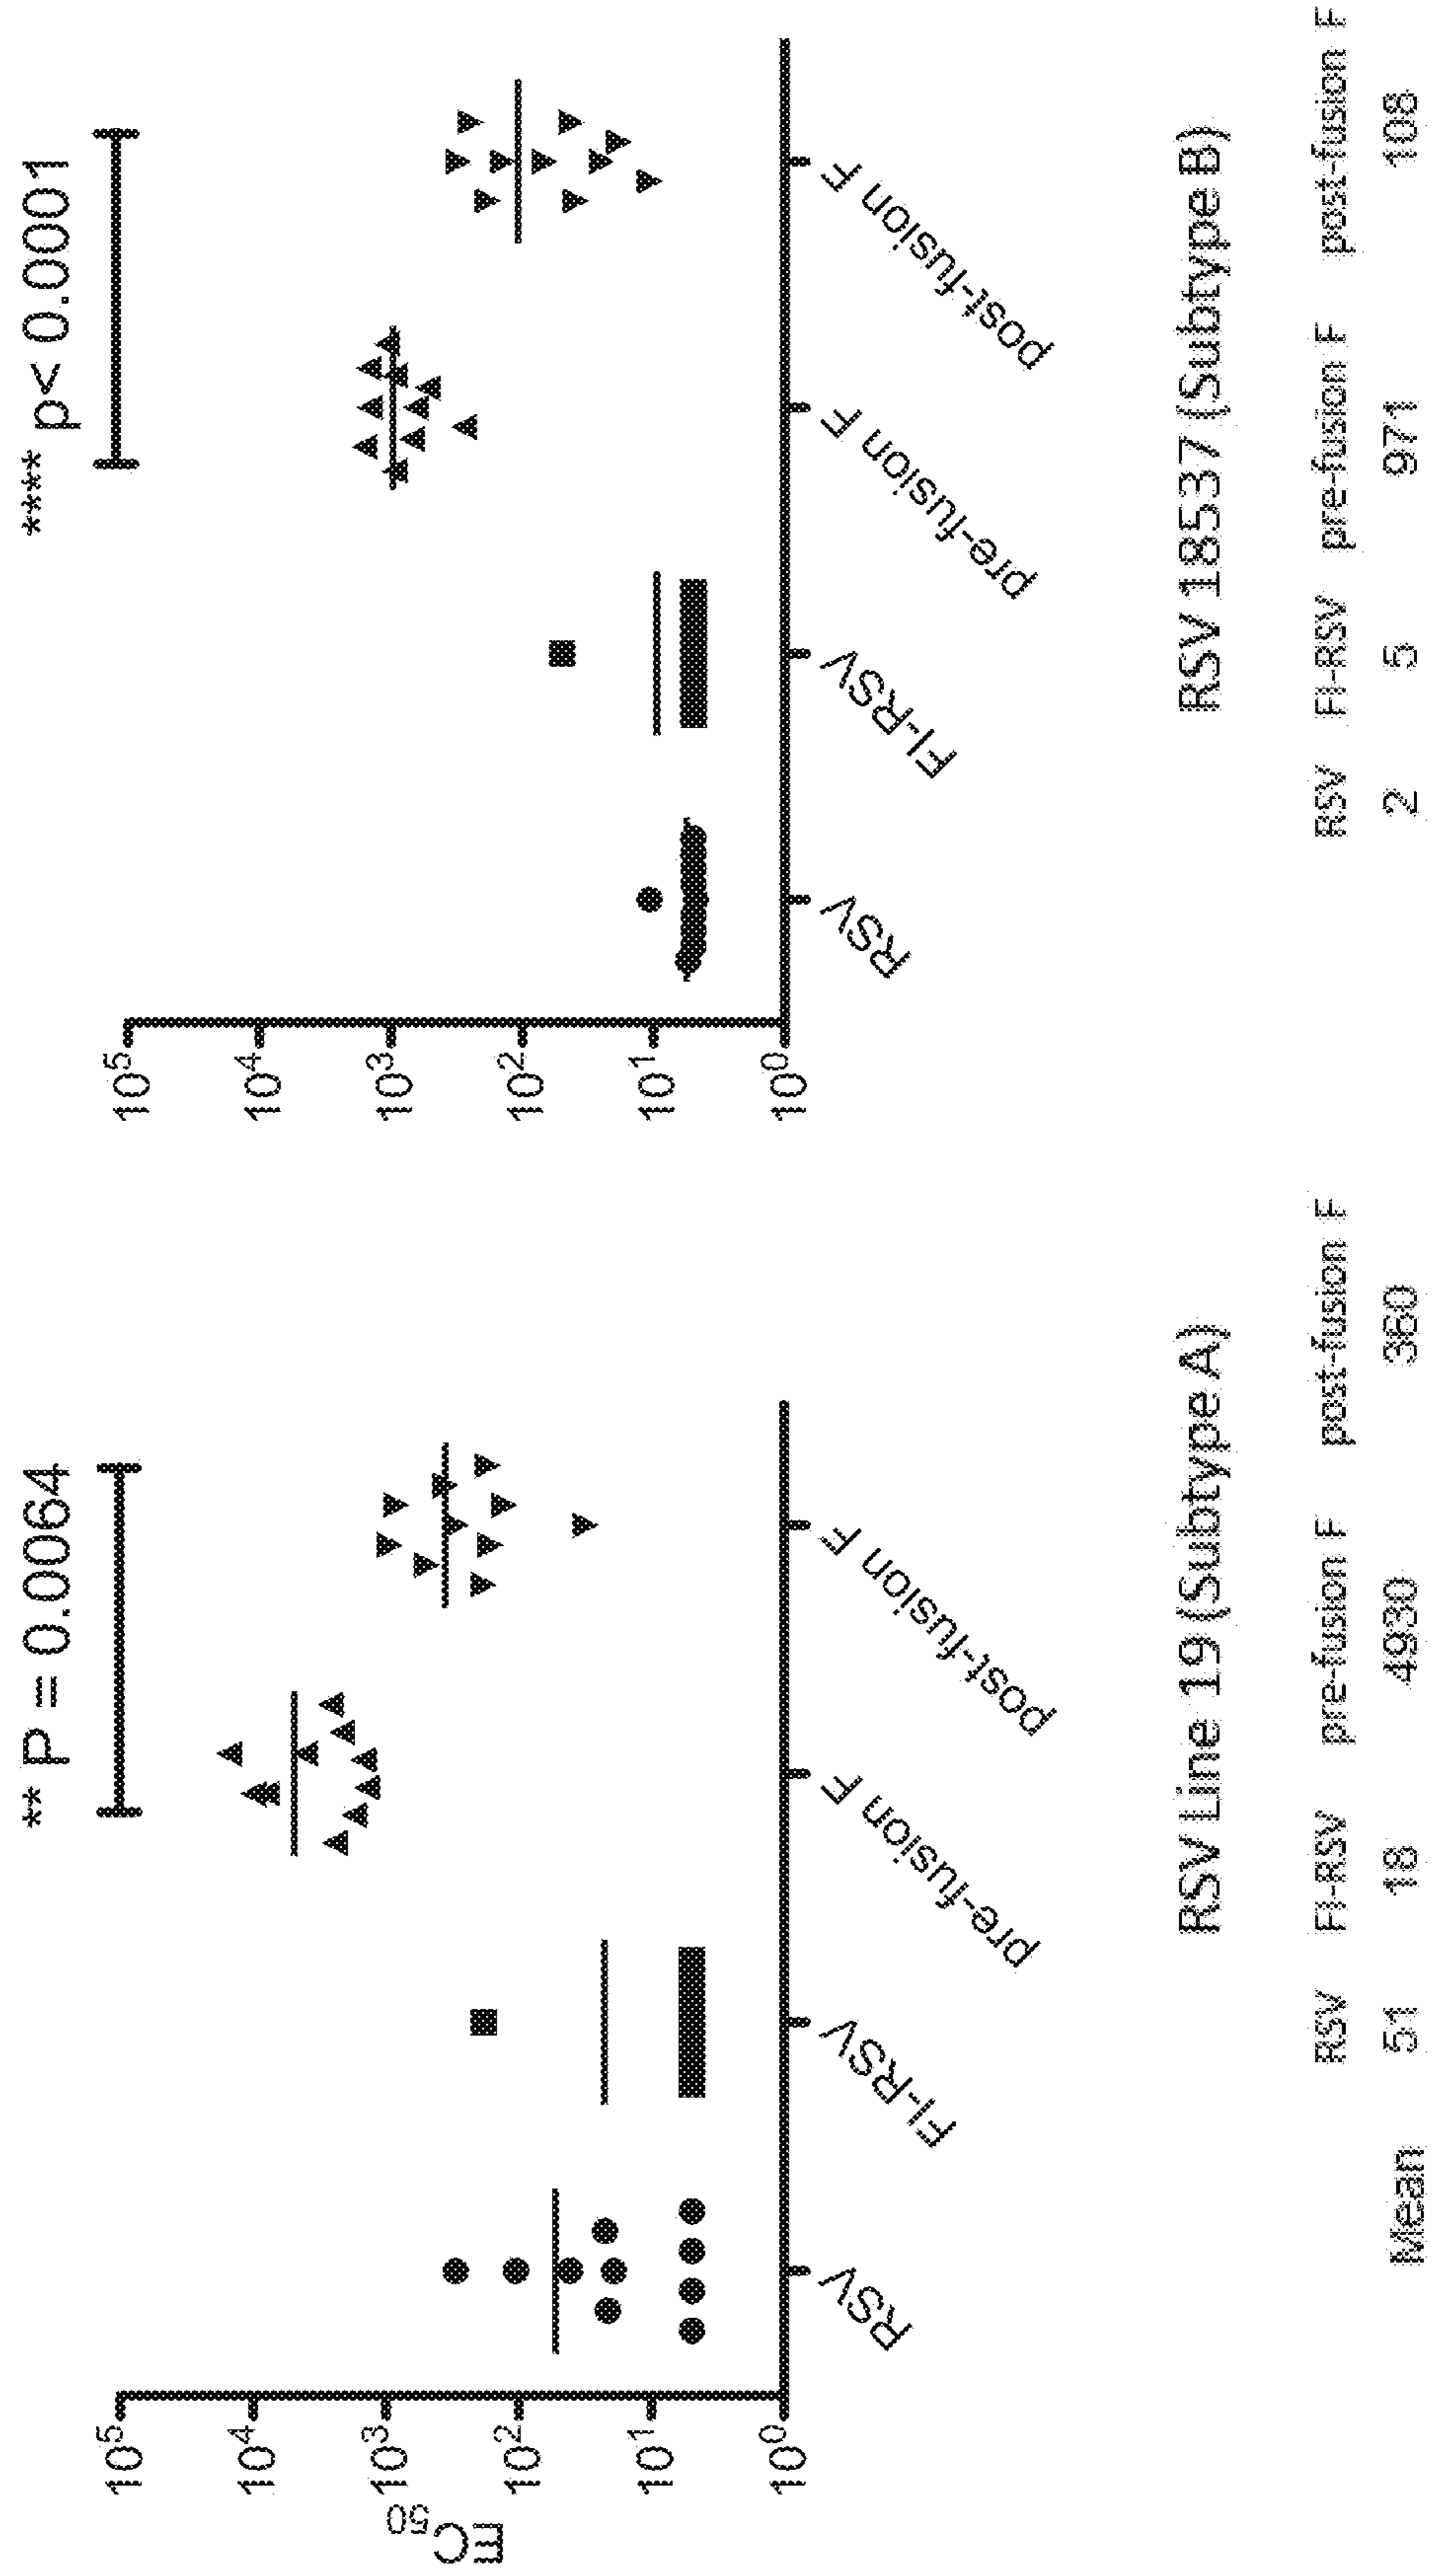 ** P = 0.0064
EC50
10^5
10^4
10^3
10^2
10^1
10^0
RSV
FI-RSV
pre-fusion F
post-fusion F
RSV Line 19 (Subtype A)
RSV FI-RSV pre-fusion F post-fusion F
Mean 51 18 4930 360
**** p< 0.0001
10^5
10^4
10^3
10^2
10^1
10^0
RSV
FI-RSV
pre-fusion F
post-fusion F
RSV 18537 (Subtype B)
RSV FI-RSV pre-fusion F post-fusion F
2 5 971 108